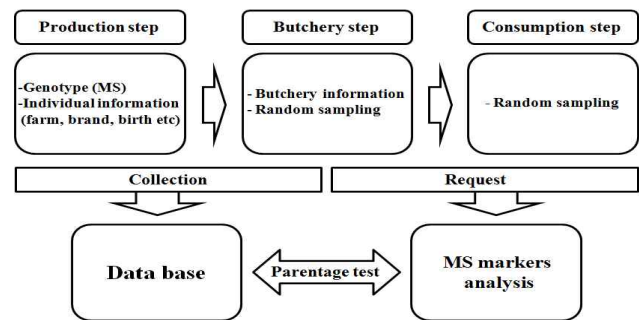 Production step
Butchery step
Consumption step
-Genotype (MS)
-Individual information
(farm, brand, birth etc)
- Butchery information
- Random sampling
- Random sampling
Collection
Request
Data base
Parentage test
MS markers
analysis